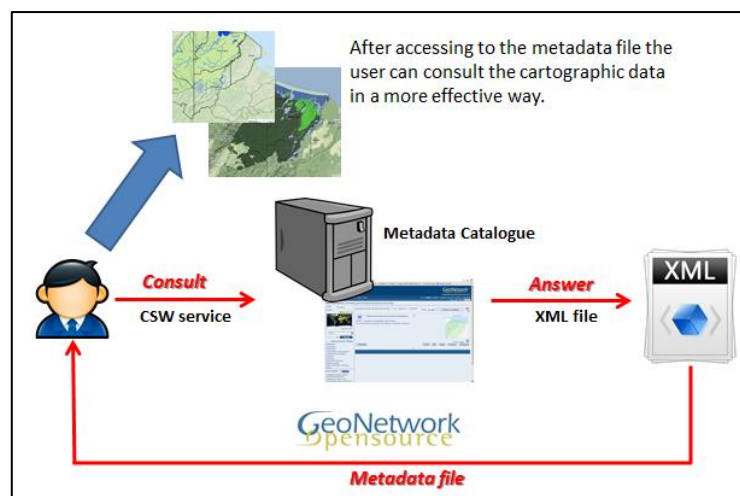 After accessing to the metadata file the
user can consult the cartographic data
in a more effective way.
Metadata Catalogue
Consult
CSW service
Answer
XML file
XML
GeoNetwork
Opensource
Metadata file